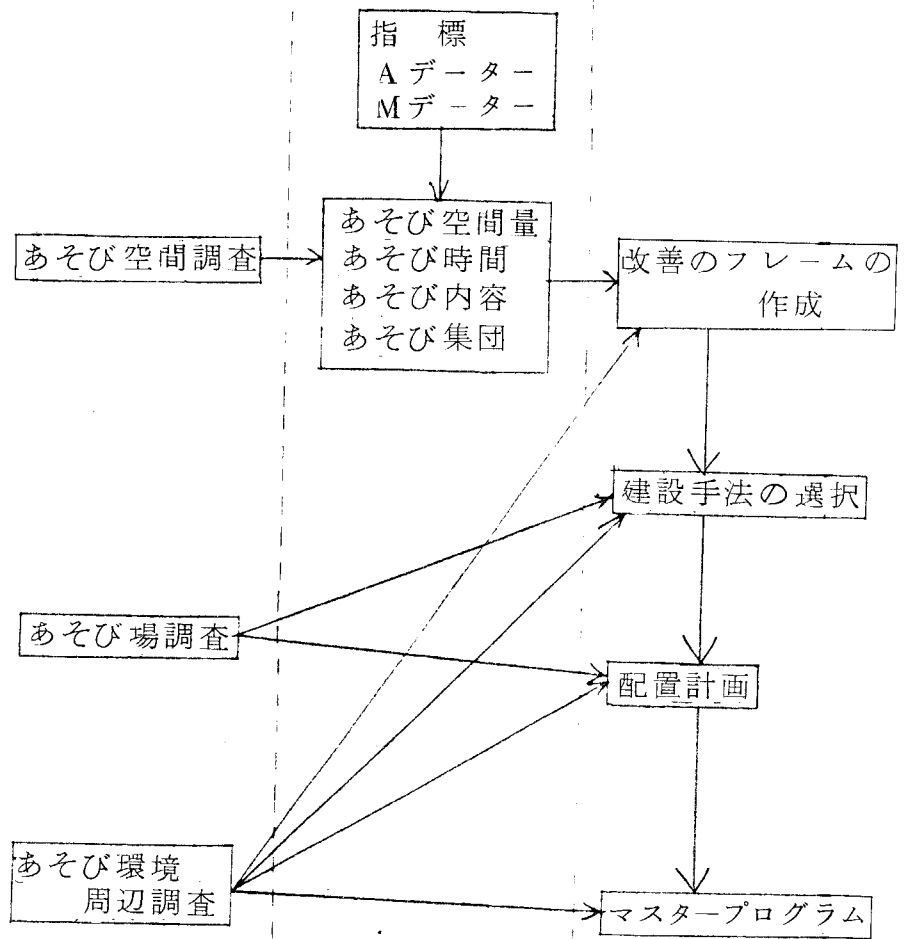 指 標
Aデーター
Mデーター
あそび空間調査
あそび空間量
あそび時間
あそび内容
あそび集団
改善のフレームの
作成
建設手法の選択
あそび場調査
配置計画
あそび環境
周辺調査
マスタープログラム